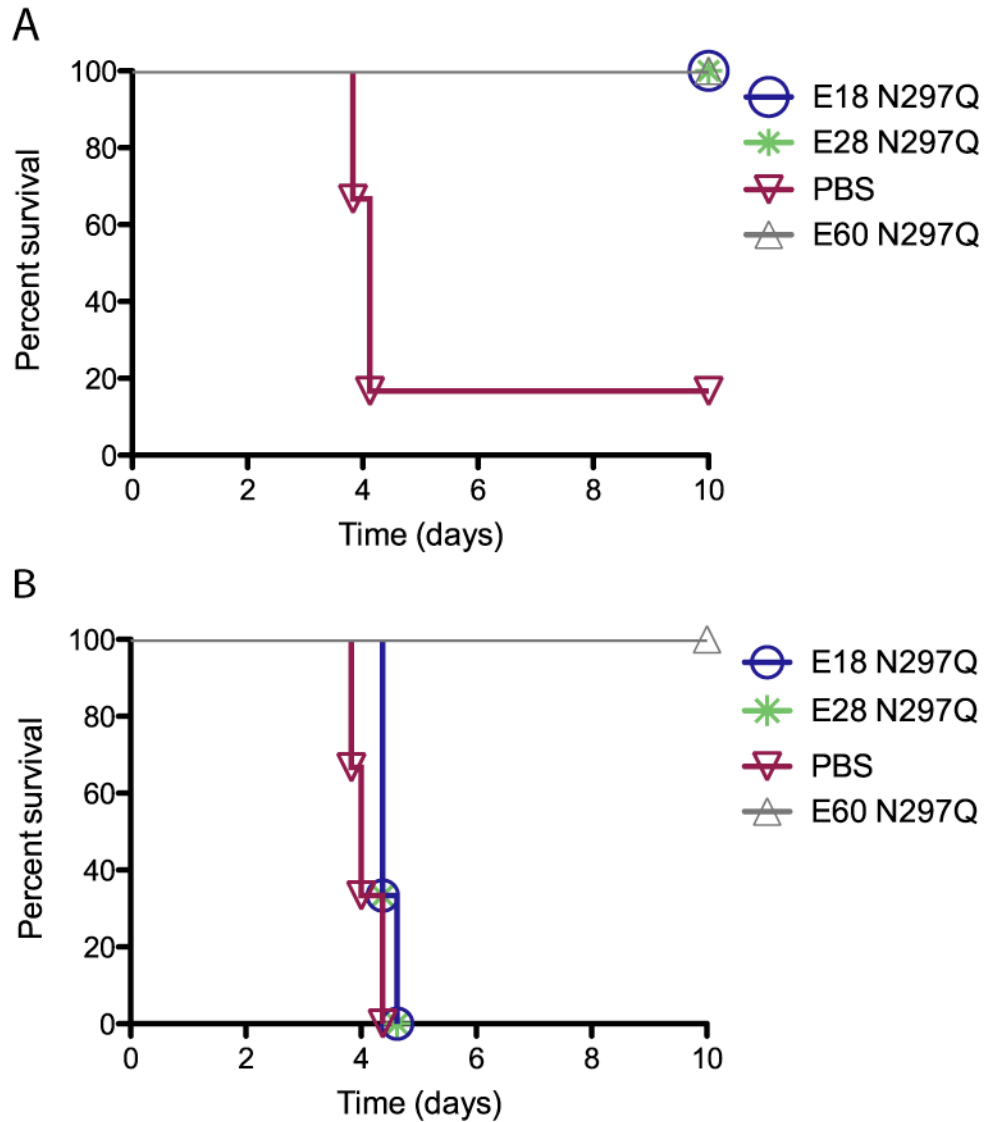 A
Percent survival
100
80
60
40
20
0
0 2 4 6 8 10
Time (days)
E18 N297Q
E28 N297Q
PBS
E60 N297Q
B
Percent survival
100
80
60
40
20
0
0 2 4 6 8 10
Time (days)
E18 N297Q
E28 N297Q
PBS
E60 N297Q